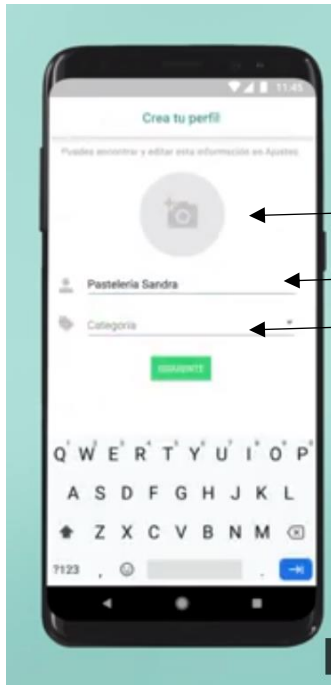 11:45
Crea tu perfil
Puedes encontrar y editar esta información en Ajustes
Pastelería Sandra
Categoría
SIGUIENTE
Q W E R T Y U I O P
A S D F G H J K L
Z X C V B N M
?123 , .